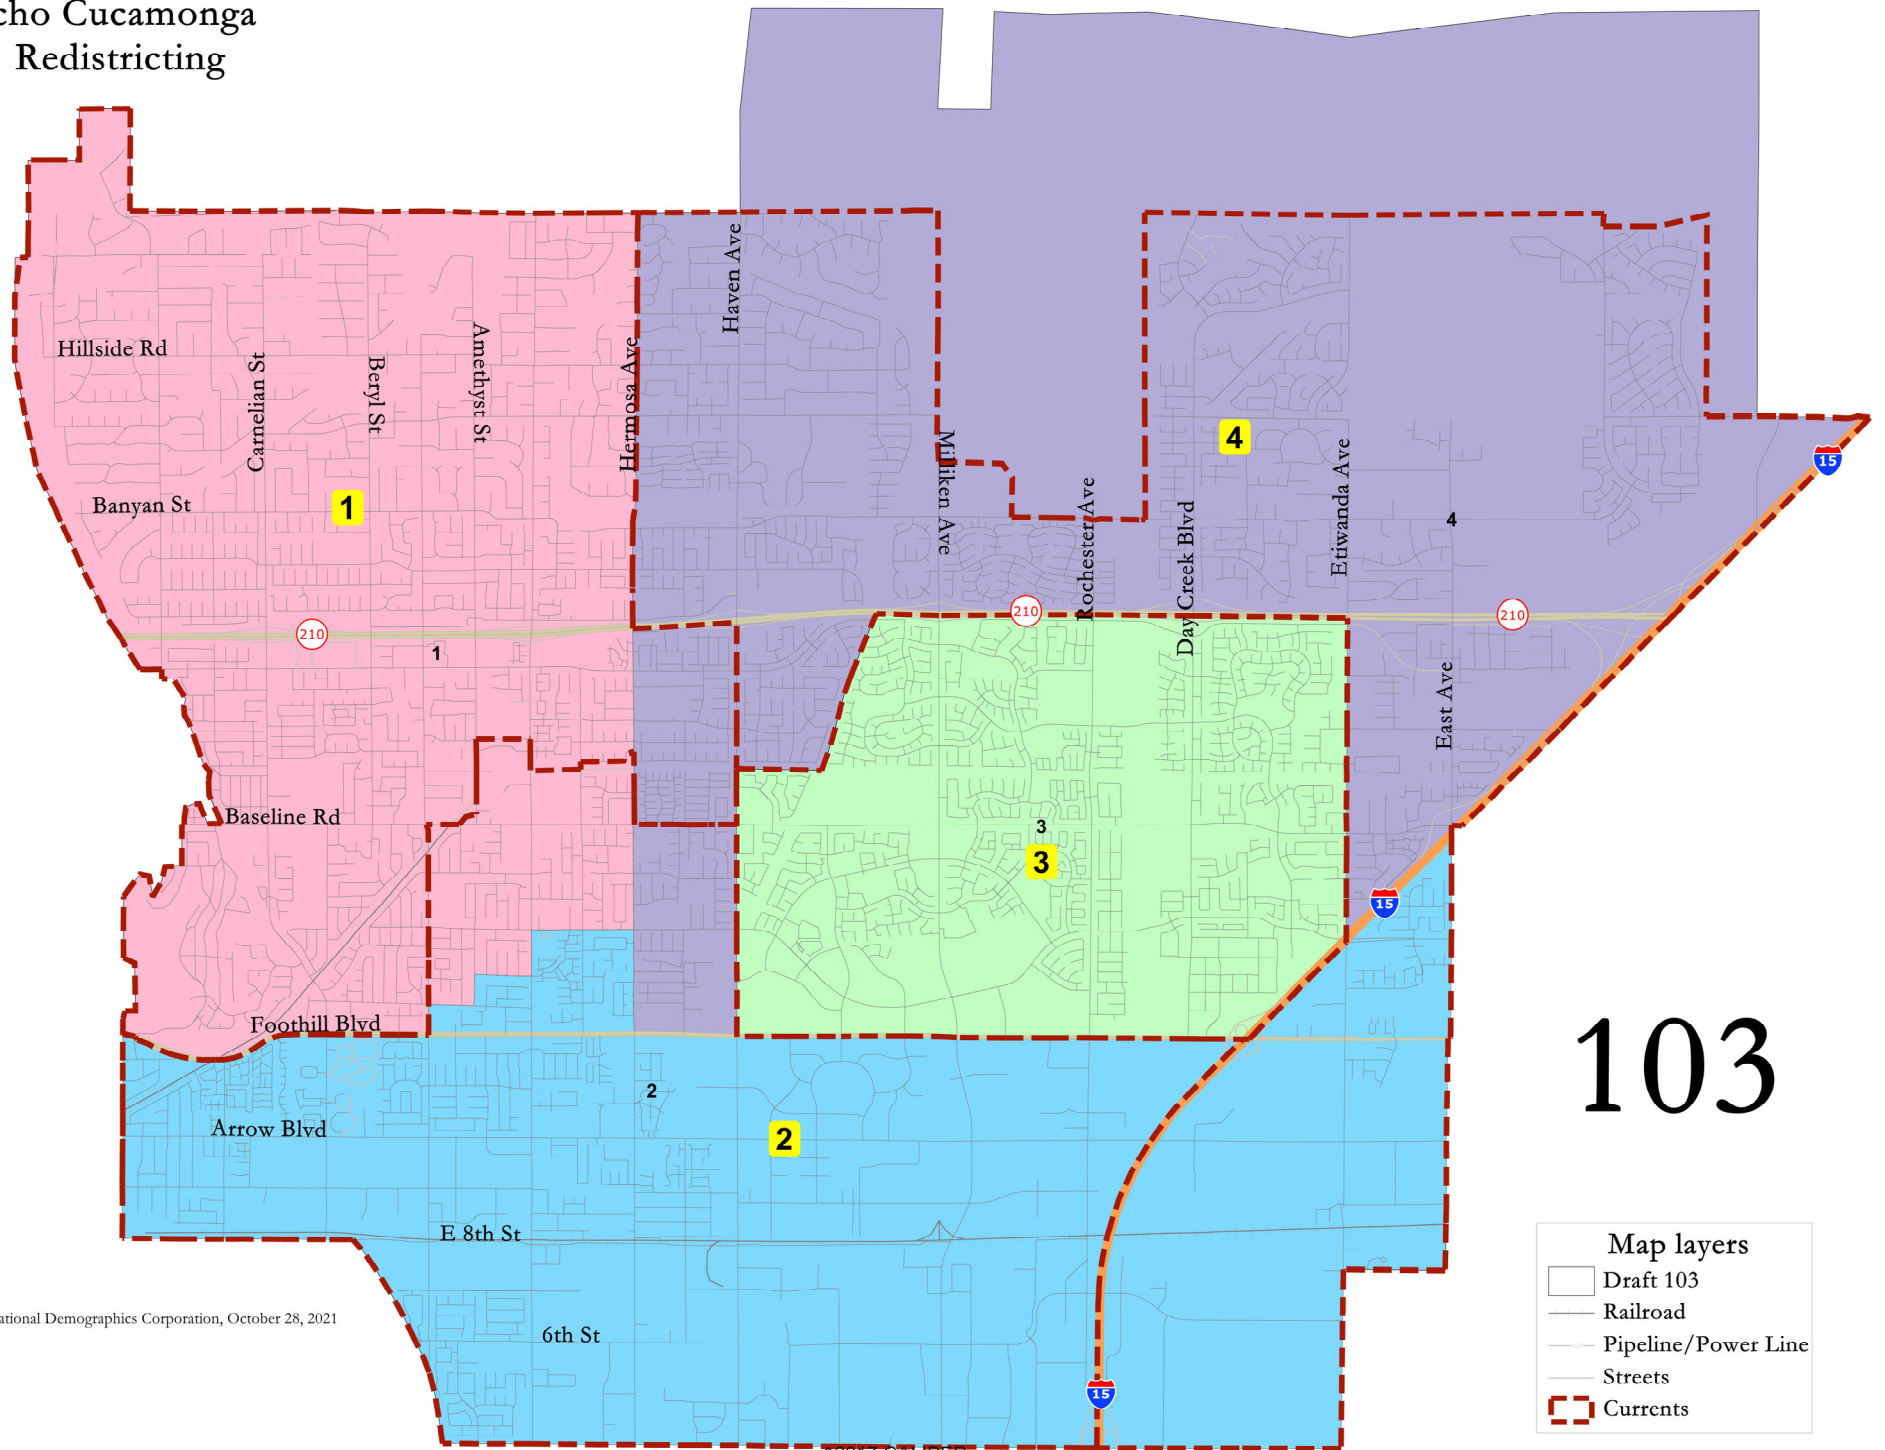 cho Cucamonga
Redistricting
Haven Ave
Hillside Rd
Carnelian St
Beryl St
Amethyst St
Hermosa Ave
Milliken Ave
Rochester Ave
Day Creek Blvd
Etiwanda Ave
4
15
Banyan St
1
4
210
210
210
1
East Ave
Baseline Rd
3
3
15
Foothill Blvd
103
2
Arrow Blvd
2
E 8th St
6th St
15
ational Demographics Corporation, October 28, 2021
Map layers
Draft 103
Railroad
Pipeline/Power Line
Streets
Currents